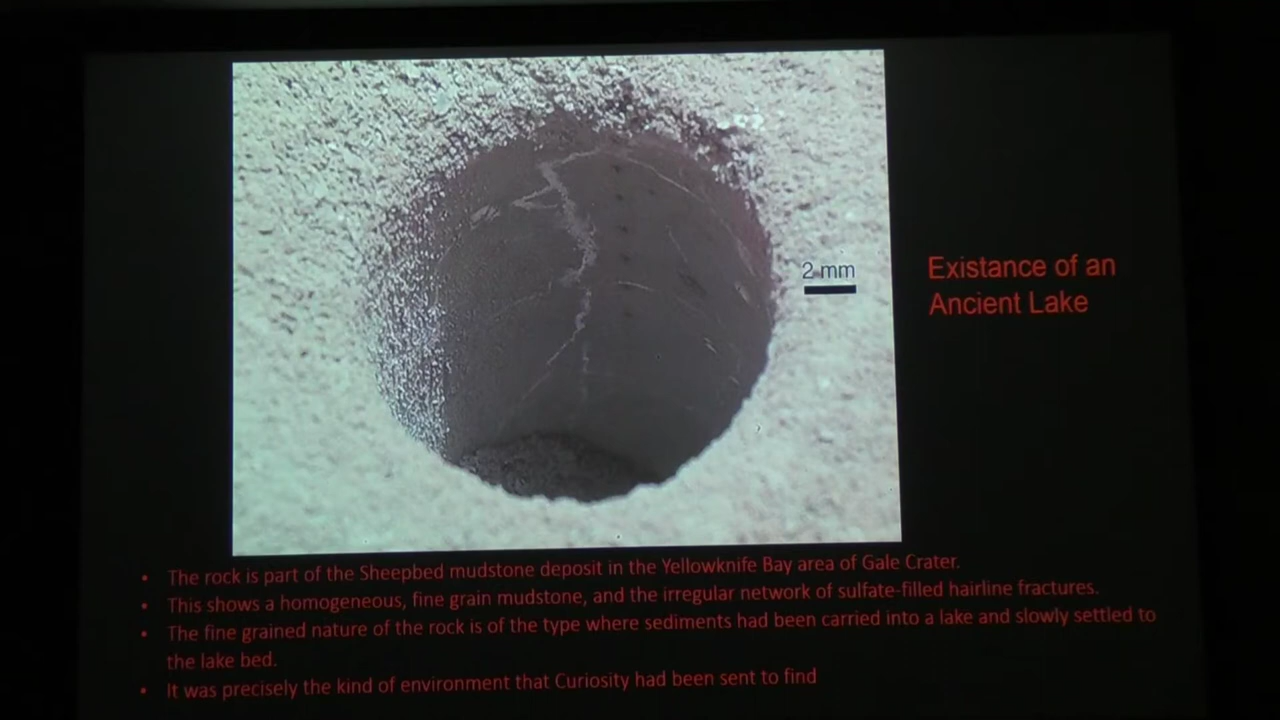 2 mm
Existance of an
Ancient Lake
• The rock is part of the Sheepbed mudstone deposit in the Yellowknife Bay area of Gale Crater.
• This shows a homogeneous, fine grain mudstone, and the irregular network of sulfate-filled hairline fractures.
• The fine grained nature of the rock is of the type where sediments had been carried into a lake and slowly settled to
the lake bed.
• It was precisely the kind of environment that Curiosity had been sent to find